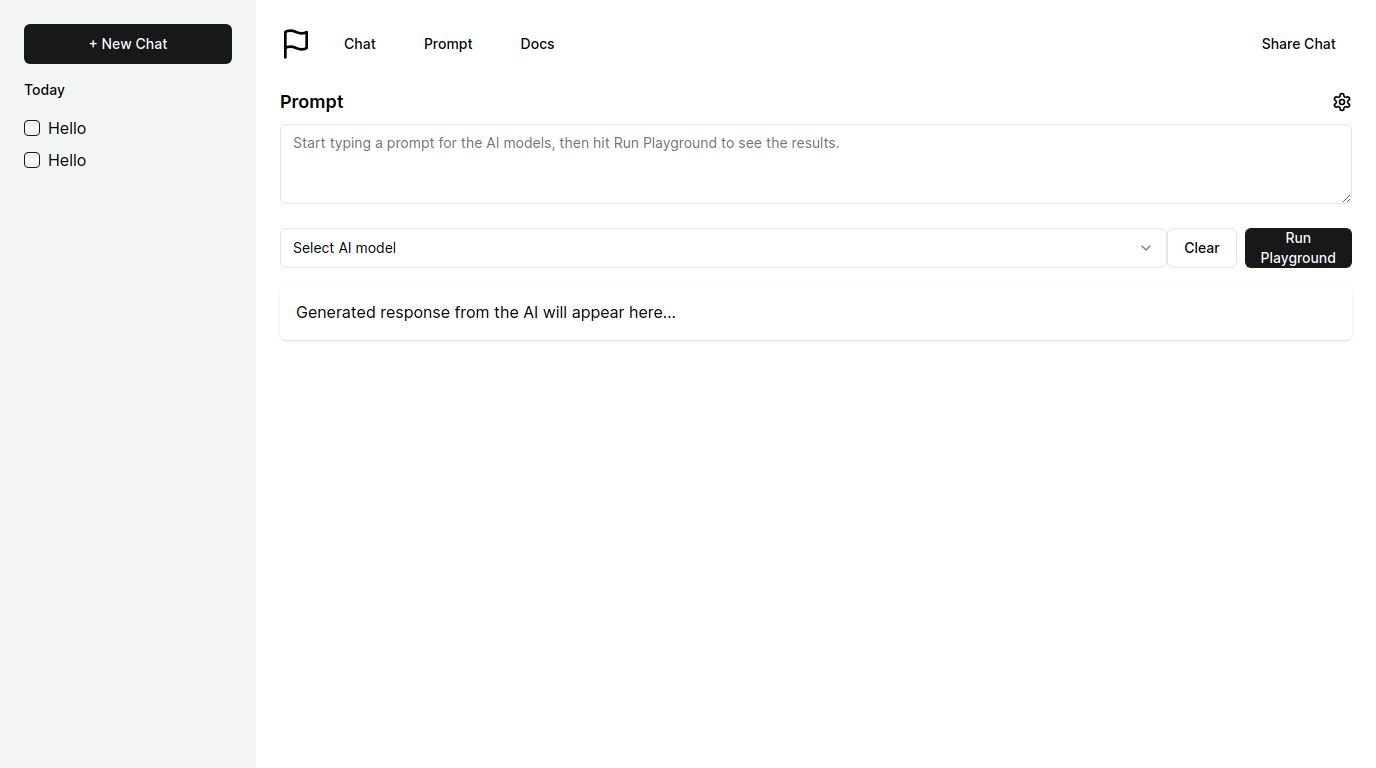 + New Chat
Today
Hello
Hello
Chat
Prompt
Docs
Share Chat
Prompt
Start typing a prompt for the AI models, then hit Run Playground to see the results.
Select AI model
Clear
Run
Playground
Generated response from the AI will appear here...